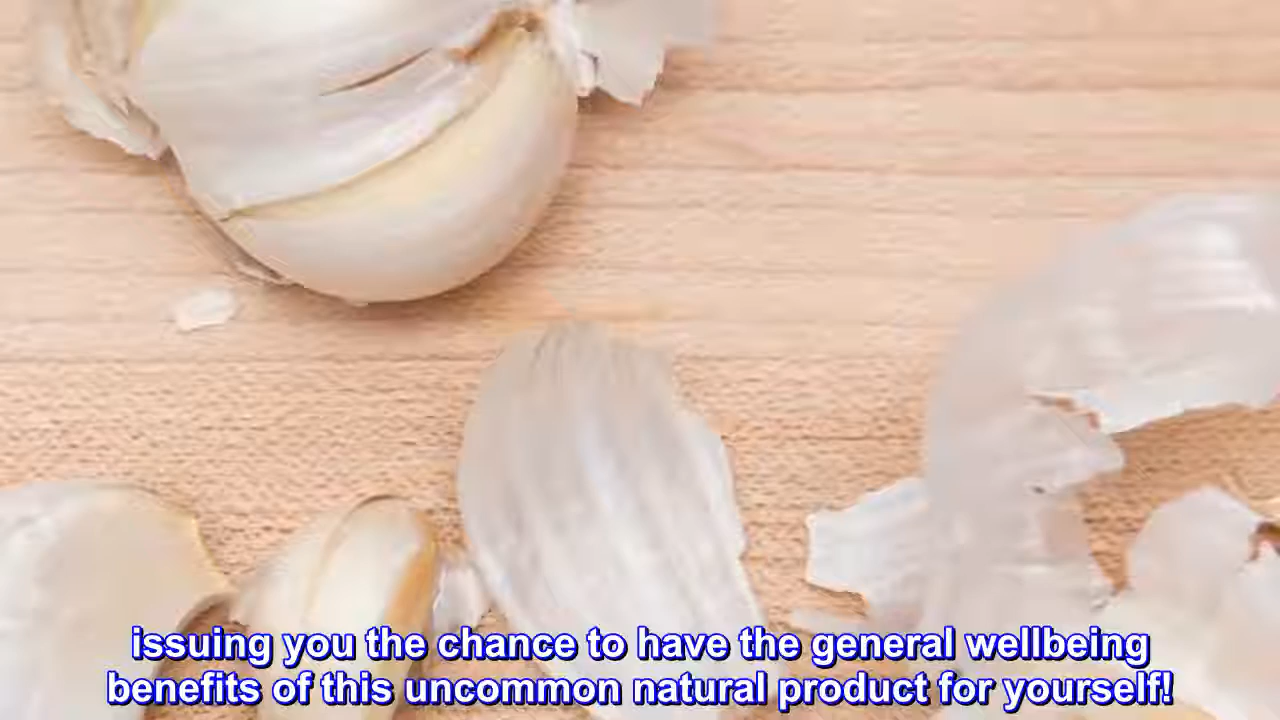 issuing you the chance to have the general wellbeing
benefits of this uncommon natural product for yourself!